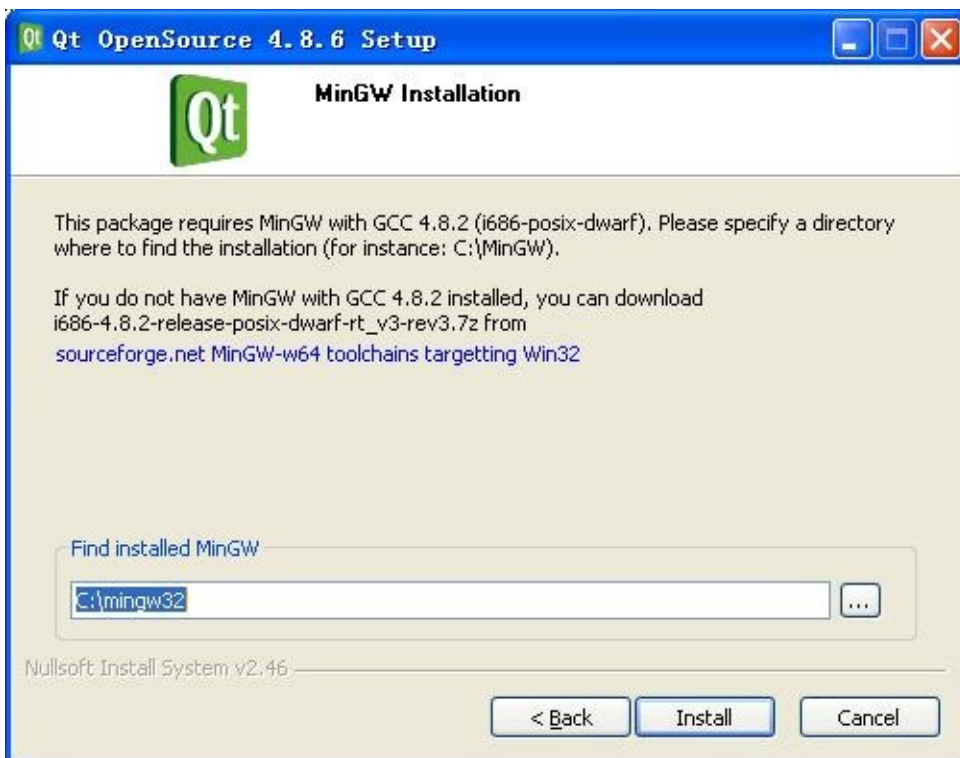 Qt OpenSource 4.8.6 Setup
Qt
MinGW Installation
This package requires MinGW with GCC 4.8.2 (i686-posix-dwarf). Please specify a directory
where to find the installation (for instance: C:\MinGW).
If you do not have MinGW with GCC 4.8.2 installed, you can download
i686-4.8.2-release-posix-dwarf-rt_v3-rev3.7z from
sourceforge.net MinGW-w64 toolchains targetting Win32
Find installed MinGW
C:\mingw32
...
Nullsoft Install System v2.46
< Back
Install
Cancel